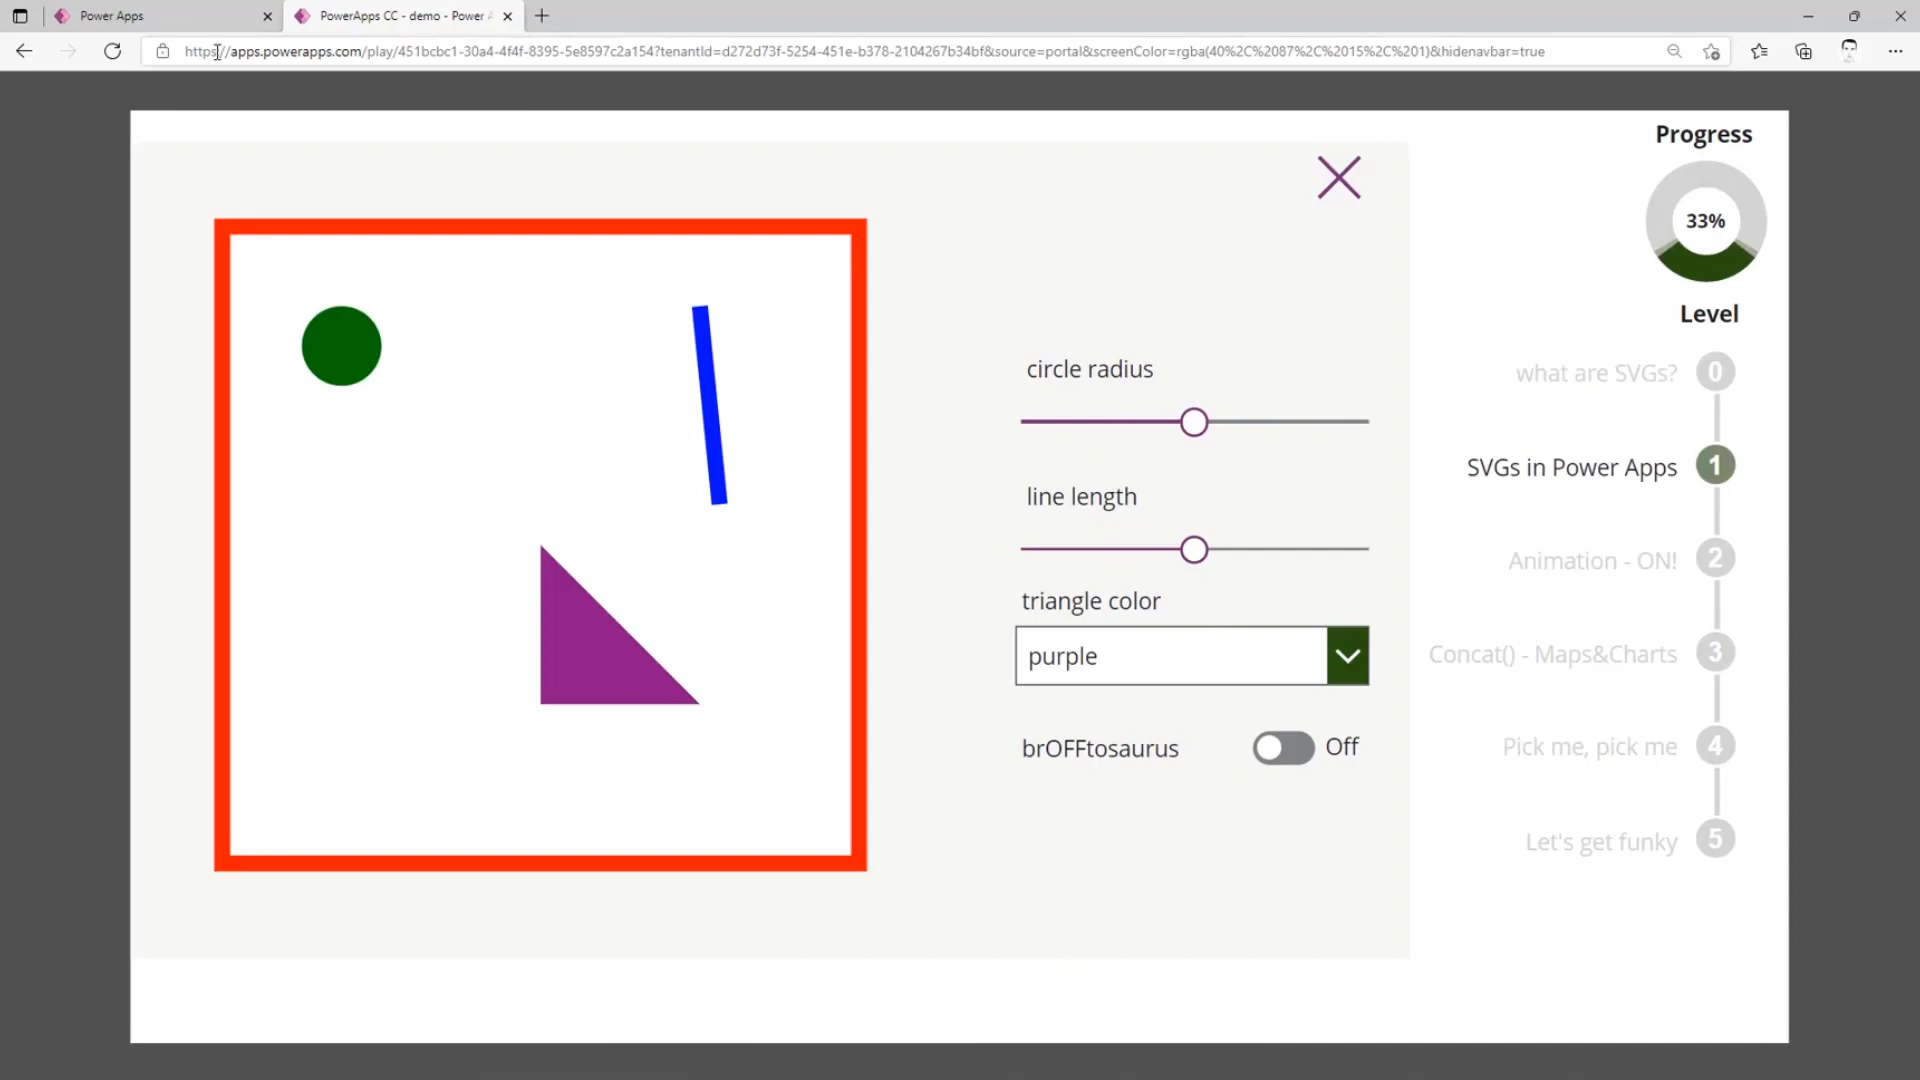 Power Apps
PowerApps CC - demo - Power A
https://apps.powerapps.com/play/451bcbc1-30a4-4f4f-8395-5e8597c2a154?tenantId=d272d73f-5254-451e-b378-2104267b34bf&source=portal&screenColor=rgba(40%2C%2087%2C%2015%2C%201)&hidenavbar=true
Progress
33%
Level
what are SVGs? 0
SVGs in Power Apps 1
Animation - ON! 2
Concat() - Maps&Charts 3
Pick me, pick me 4
Let's get funky 5
circle radius
line length
triangle color
purple
brOFFtosaurus Off